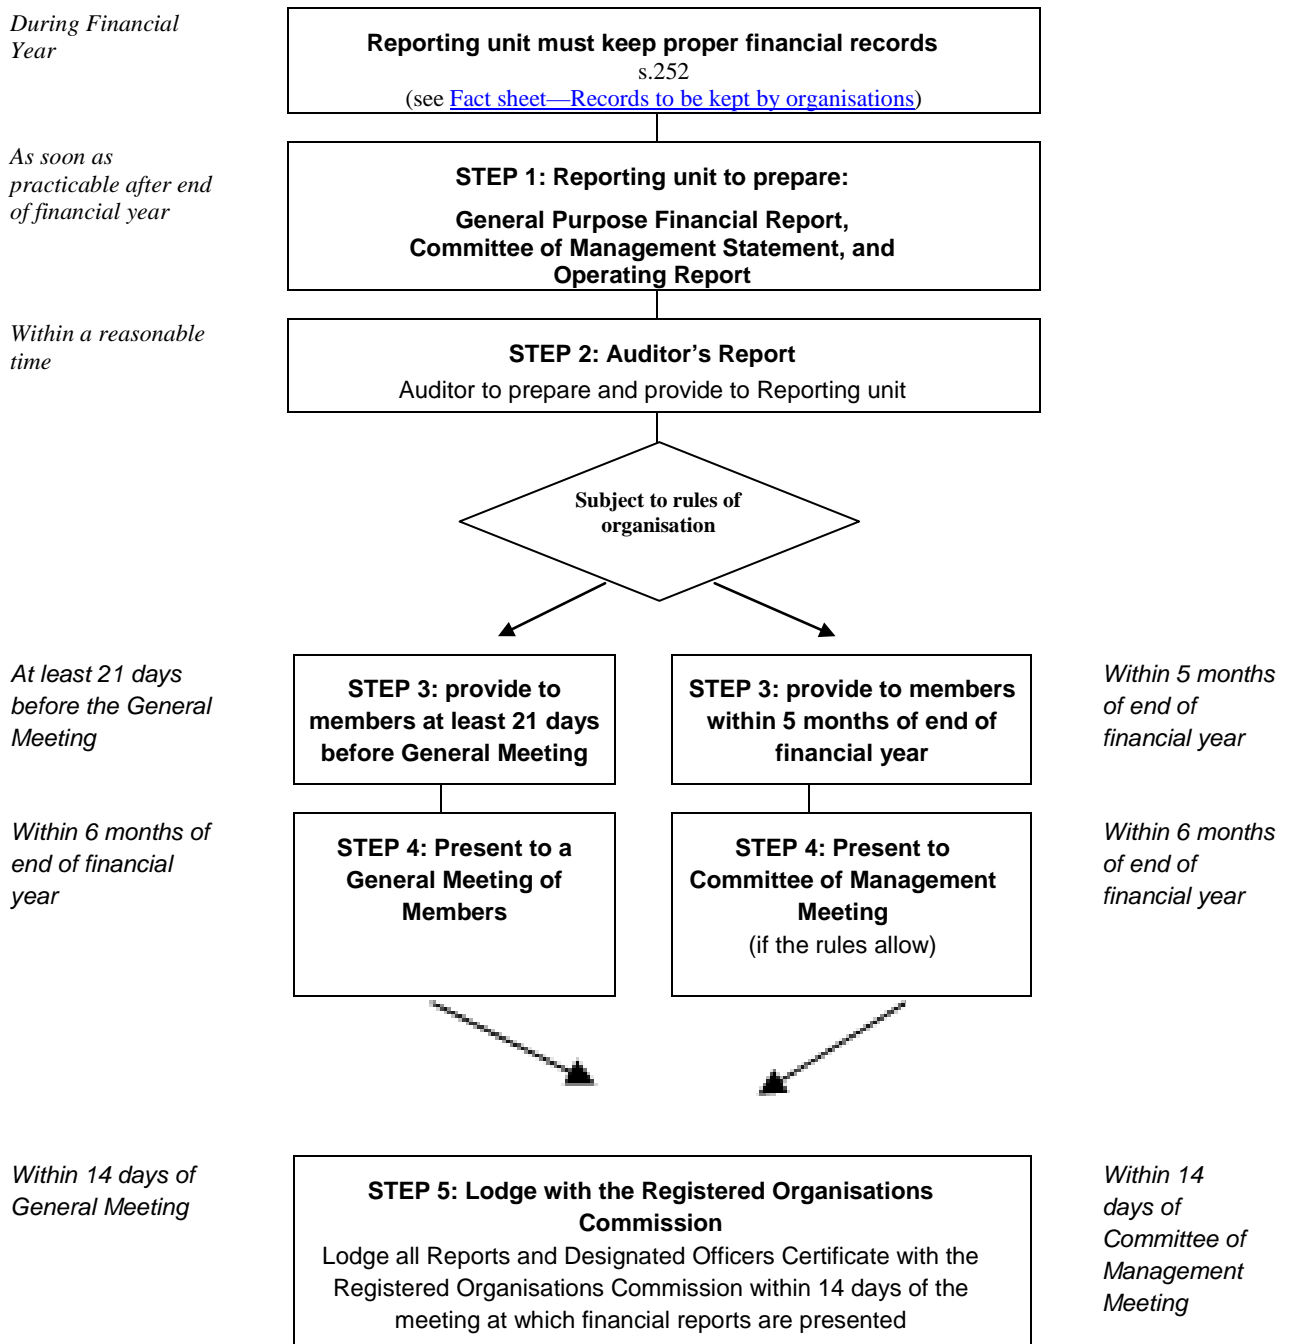 During Financial
Year
Reporting unit must keep proper financial records
s.252
(see Fact sheet—Records to be kept by organisations)
As soon as
practicable after end
of financial year
STEP 1: Reporting unit to prepare:
General Purpose Financial Report,
Committee of Management Statement, and
Operating Report
Within a reasonable
time
STEP 2: Auditor’s Report
Auditor to prepare and provide to Reporting unit
Subject to rules of
organisation
At least 21 days
before the General
Meeting
STEP 3: provide to
members at least 21 days
before General Meeting
STEP 3: provide to members
within 5 months of end of
financial year
Within 5 months
of end of
financial year
Within 6 months of
end of financial
year
STEP 4: Present to a
General Meeting of
Members
STEP 4: Present to
Committee of Management
Meeting
(if the rules allow)
Within 6 months
of end of
financial year
Within 14 days of
General Meeting
STEP 5: Lodge with the Registered Organisations
Commission
Lodge all Reports and Designated Officers Certificate with the
Registered Organisations Commission within 14 days of the
meeting at which financial reports are presented
Within 14
days of
Committee of
Management
Meeting